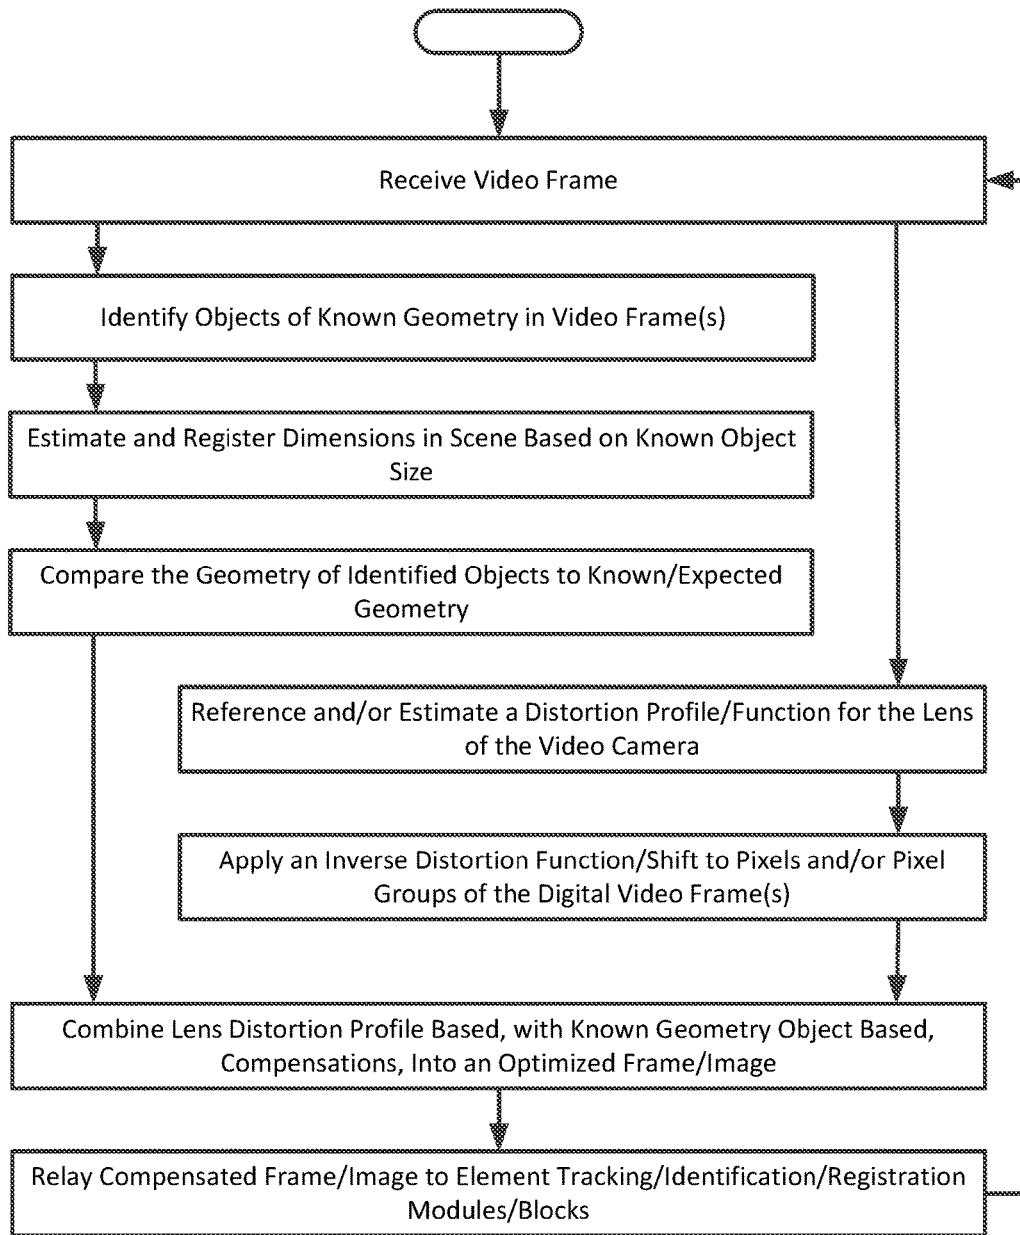 Receive Video Frame
Identify Objects of Known Geometry in Video Frame(s)
Estimate and Register Dimensions in Scene Based on Known Object
Size
Compare the Geometry of Identified Objects to Known/Expected
Geometry
Reference and/or Estimate a Distortion Profile/Function for the Lens
of the Video Camera
Apply an Inverse Distortion Function/Shift to Pixels and/or Pixel
Groups of the Digital Video Frame(s)
Combine Lens Distortion Profile Based, with Known Geometry Object Based,
Compensations, Into an Optimized Frame/Image
Relay Compensated Frame/Image to Element Tracking/Identification/Registration
Modules/Blocks